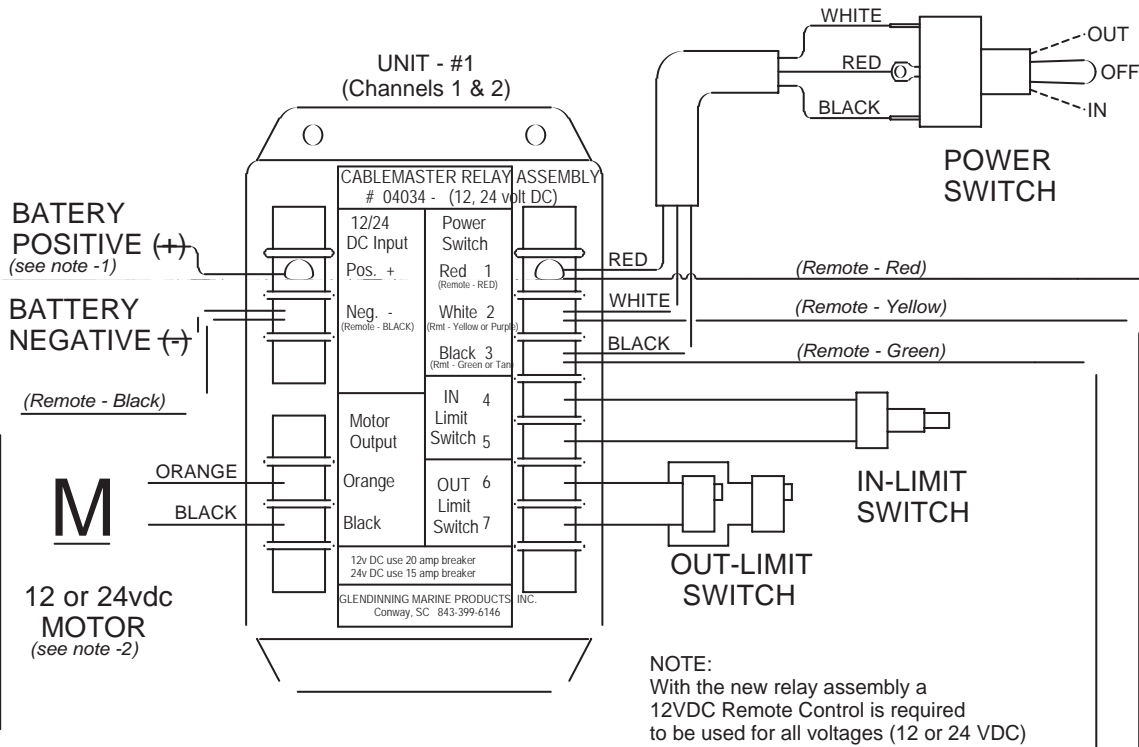 UNIT - #1
(Channels 1 & 2)
WHITE
RED
BLACK
OUT
OFF
IN
POWER
SWITCH
CABLEMASTER RELAY ASSEMBLY
# 04034 - (12, 24 volt DC)
12/24
DC Input
Pos. +
Neg. -
(Remote - BLACK)
Motor
Output
Orange
Black
Power
Switch
Red 1
(Remote - RED)
White 2
(Rmt - Yellow or Purple)
Black 3
(Rmt - Green or Tan)
IN 4
Limit
Switch 5
OUT 6
Limit
Switch 7
12v DC use 20 amp breaker
24v DC use 15 amp breaker
GLENDINNING MARINE PRODUCTS, INC.
Conway, SC 843-399-6146
BATERY
POSITIVE (+)
(see note -1)
BATTERY
NEGATIVE (-)
(Remote - Black)
ORANGE
BLACK
M
12 or 24vdc
MOTOR
(see note -2)
RED
WHITE
BLACK
(Remote - Red)
(Remote - Yellow)
(Remote - Green)
IN-LIMIT
SWITCH
OUT-LIMIT
SWITCH
NOTE:
With the new relay assembly a
12VDC Remote Control is required
to be used for all voltages (12 or 24 VDC)